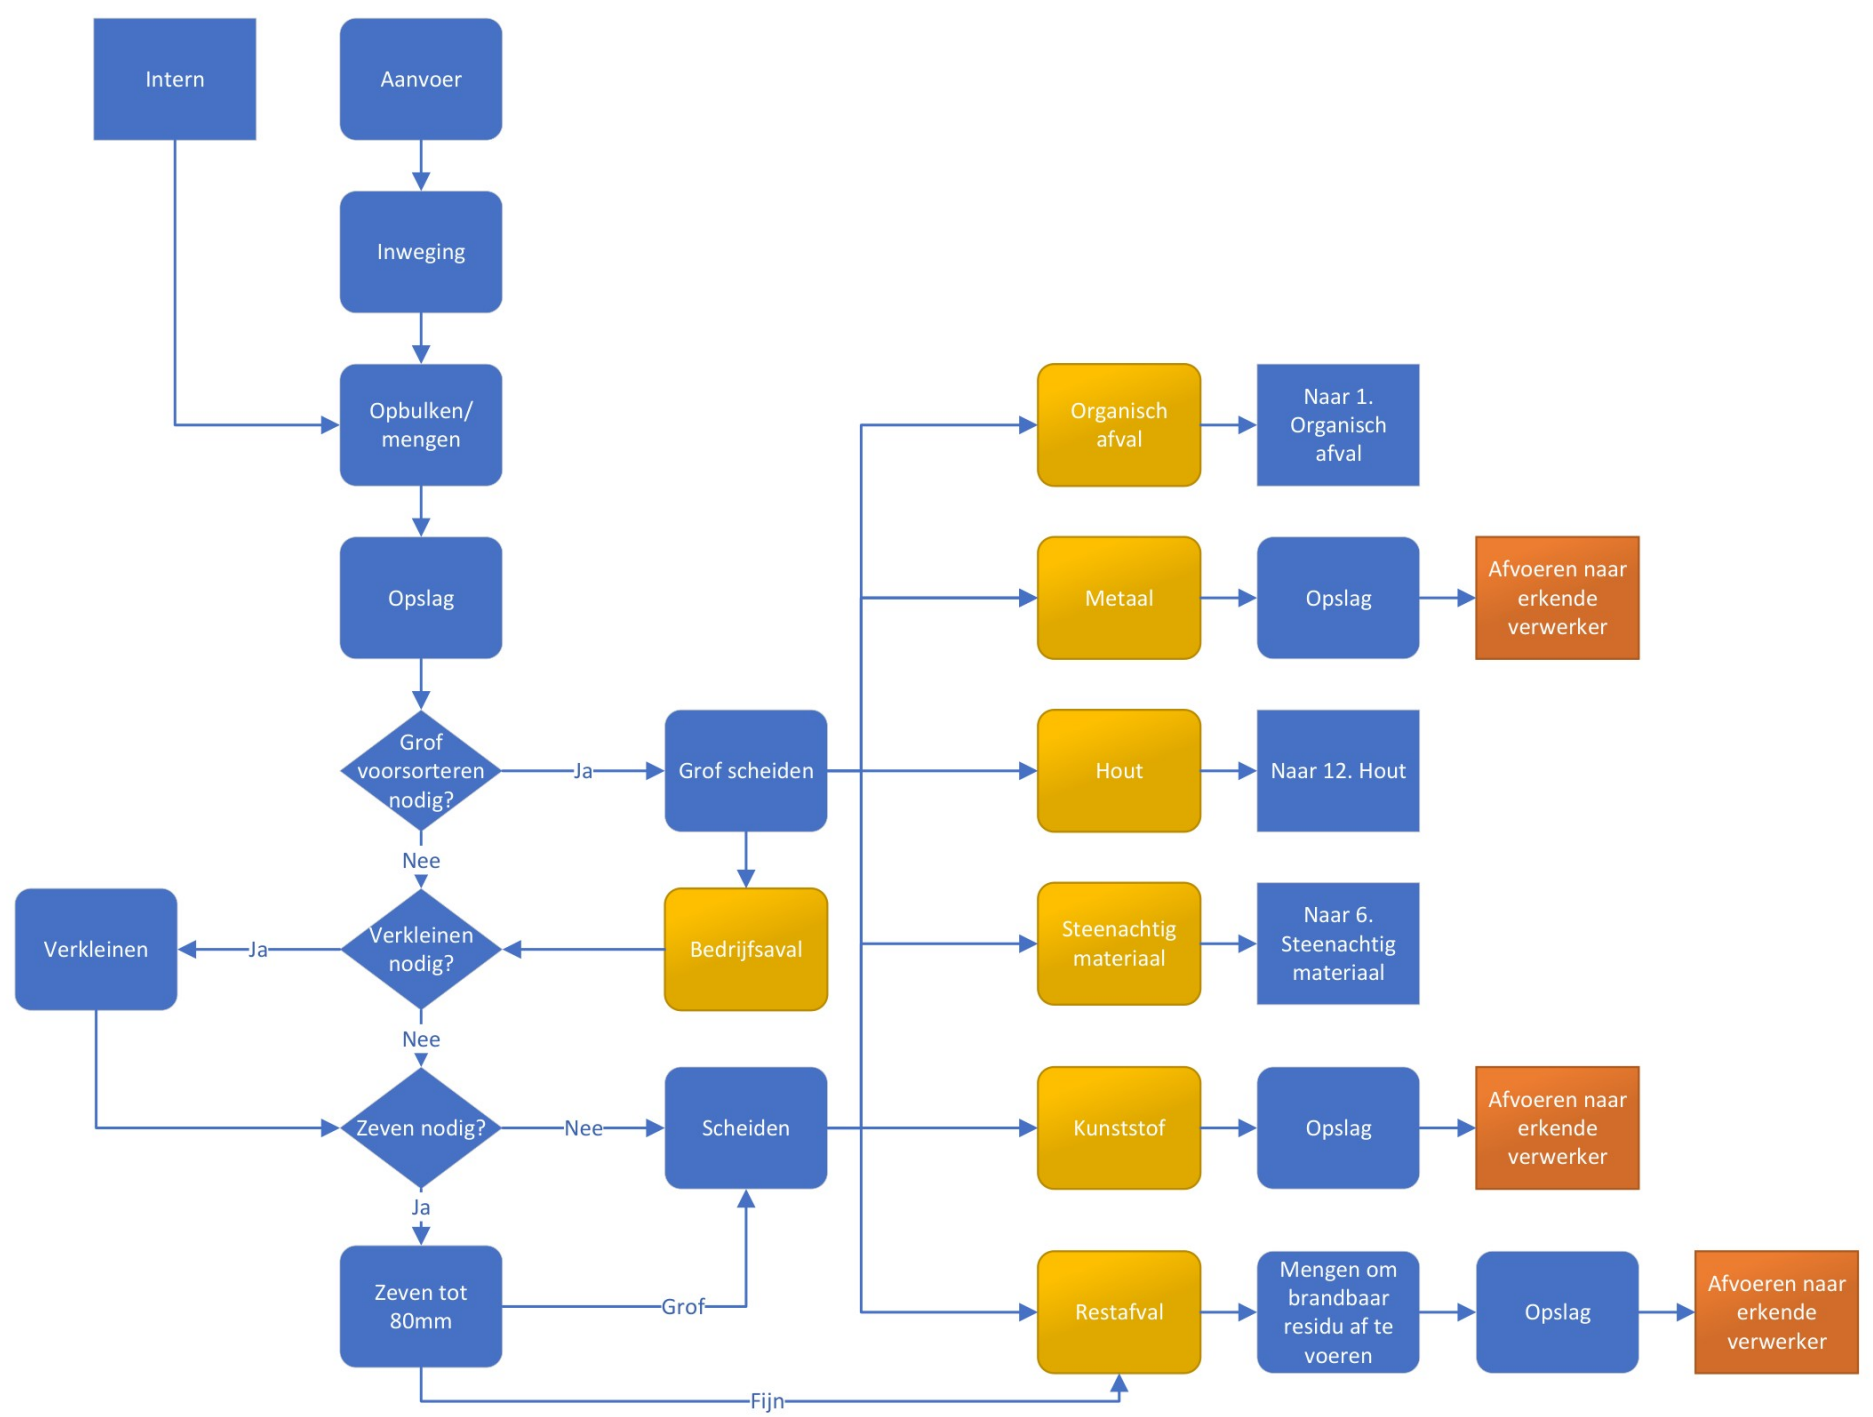 Intern
Aanvoer
Inweging
Opbulken/
mengen
Organisch
afval
Naar 1.
Organisch
afval
Opslag
Metaal
Opslag
Afvoeren naar
erkende
verwerker
Grof
voorsorteren
nodig?
Ja
Grof scheiden
Hout
Naar 12. Hout
Nee
Verkleinen
Ja
Verkleinen
nodig?
Bedrijfsaval
Steenachtig
materiaal
Naar 6.
Steenachtig
materiaal
Nee
Zeven nodig?
Nee
Scheiden
Kunststof
Opslag
Afvoeren naar
erkende
verwerker
Ja
Zeven tot
80mm
Grof
Restafval
Mengen om
brandbaar
residu af te
voeren
Opslag
Afvoeren naar
erkende
verwerker
Fijn